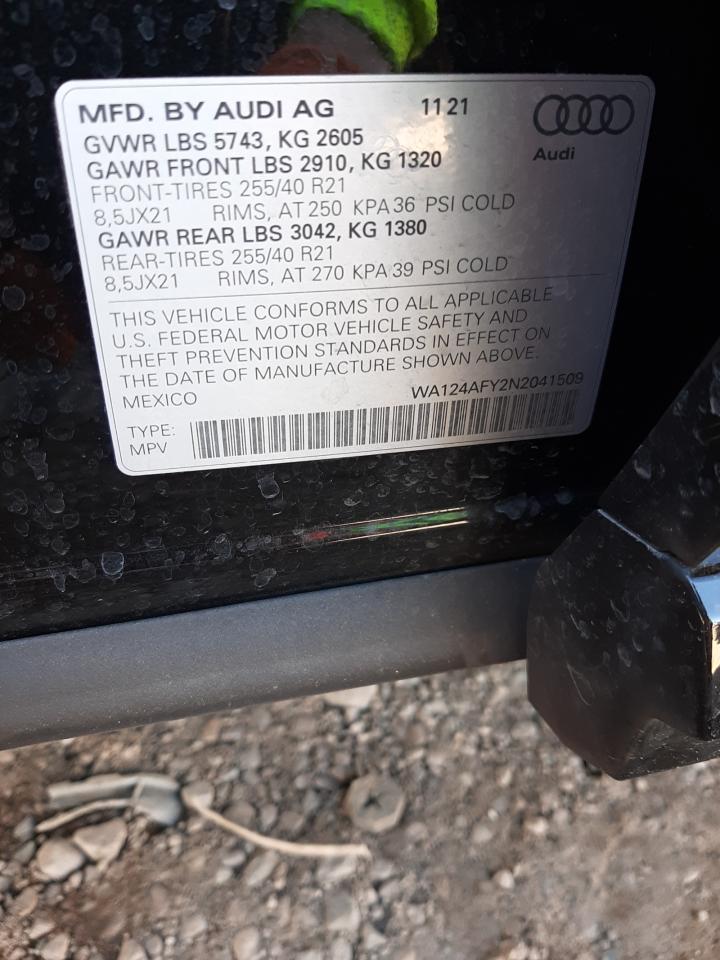 MFD. BY AUDI AG 11 21
GVWR LBS 5743, KG 2605
GAWR FRONT LBS 2910, KG 1320
Audi
FRONT-TIRES 255/40 R21
8,5JX21 RIMS, AT 250 KPA 36 PSI COLD
GAWR REAR LBS 3042, KG 1380
REAR-TIRES 255/40 R21
8,5JX21 RIMS, AT 270 KPA 39 PSI COLD
THIS VEHICLE CONFORMS TO ALL APPLICABLE
U.S. FEDERAL MOTOR VEHICLE SAFETY AND
THEFT PREVENTION STANDARDS IN EFFECT ON
THE DATE OF MANUFACTURE SHOWN ABOVE.
MEXICO WA124AFY2N2041509
TYPE:
MPV